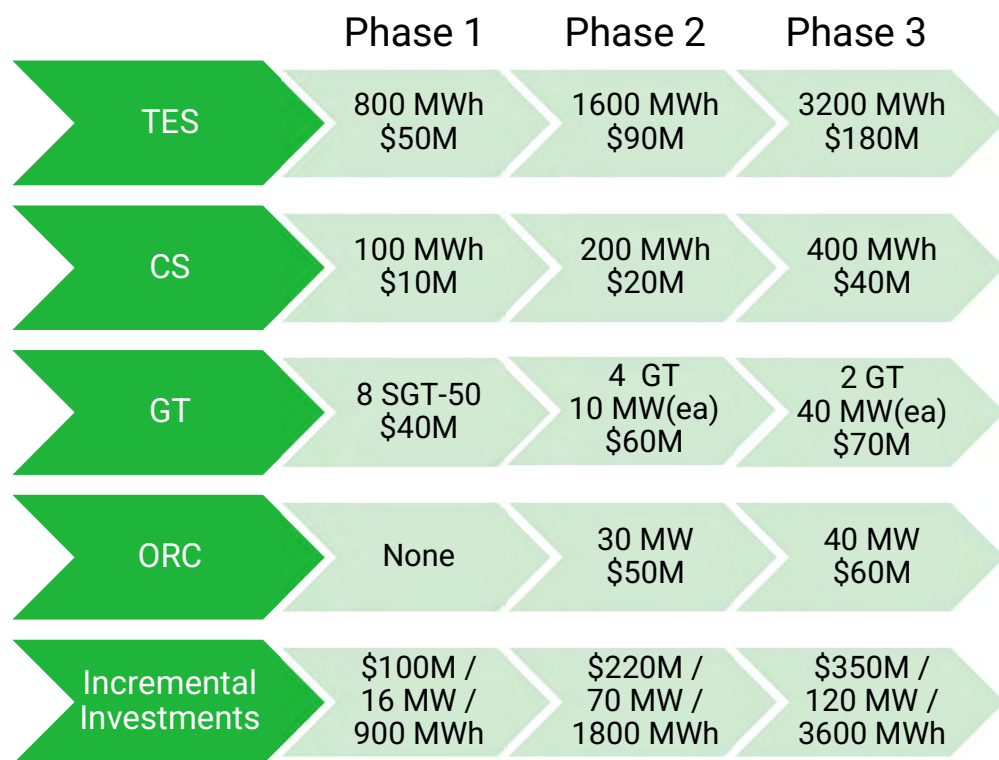 Phase 1 Phase 2 Phase 3
TES
800 MWh
$50M
1600 MWh
$90M
3200 MWh
$180M
CS
100 MWh
$10M
200 MWh
$20M
400 MWh
$40M
GT
8 SGT-50
$40M
4 GT
10 MW(ea)
$60M
2 GT
40 MW(ea)
$70M
ORC
None
30 MW
$50M
40 MW
$60M
Incremental
Investments
$100M /
16 MW /
900 MWh
$220M /
70 MW /
1800 MWh
$350M /
120 MW /
3600 MWh